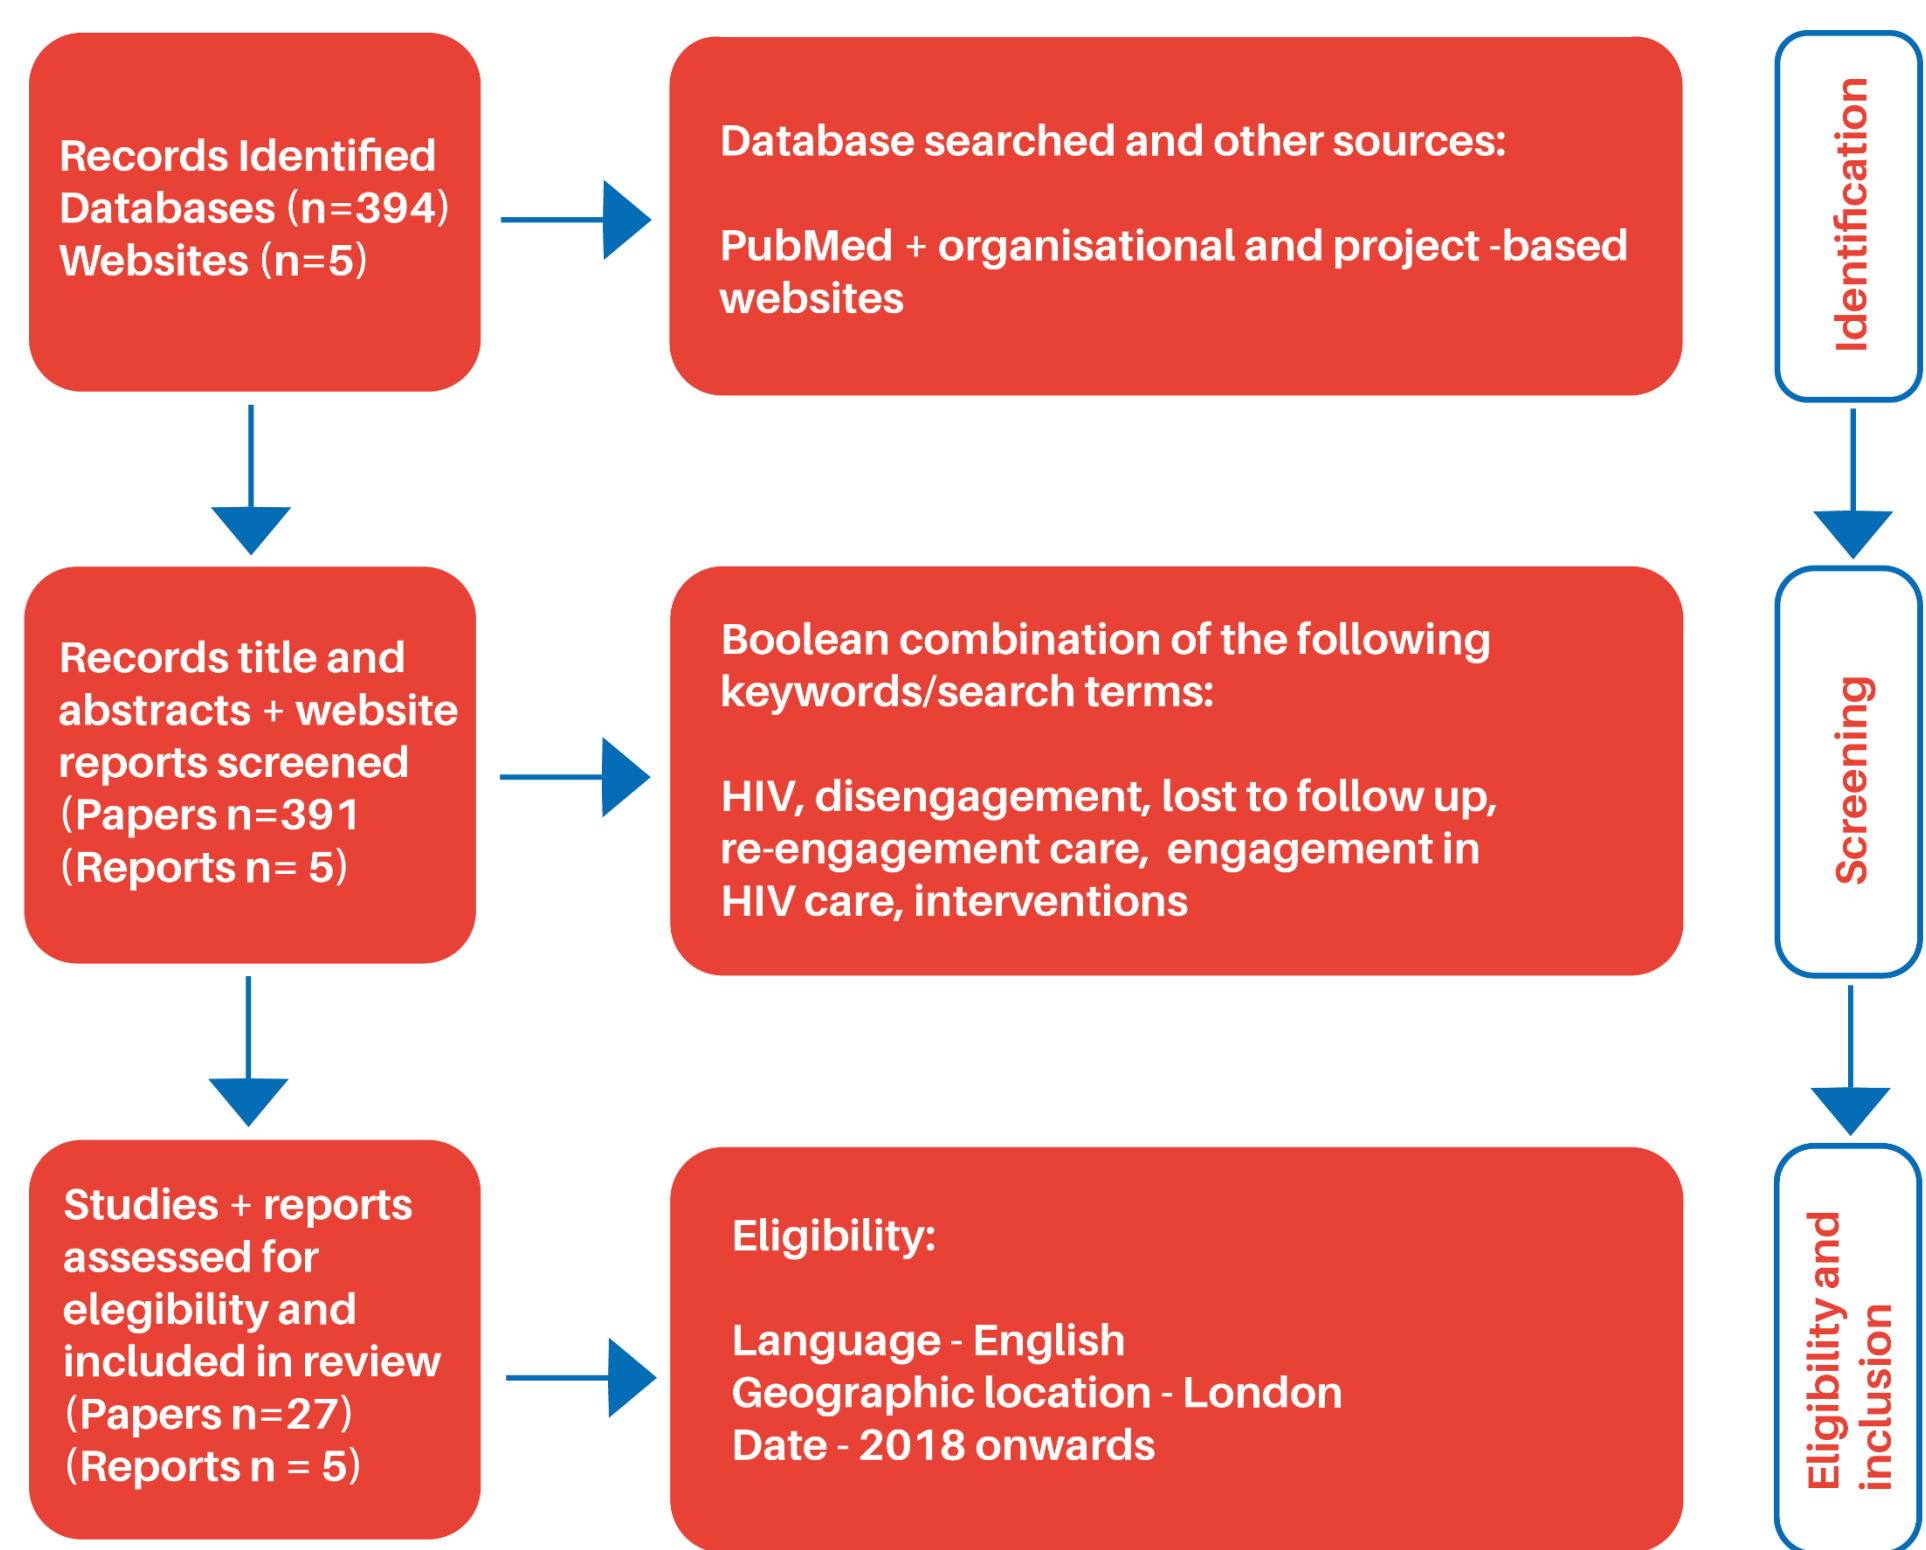 Records Identified
Databases (n=394)
Websites (n=5)
Database searched and other sources:
PubMed + organisational and project -based
websites
Identification
Records title and
abstracts + website
reports screened
(Papers n=391
(Reports n= 5)
Boolean combination of the following
keywords/search terms:
HIV, disengagement, lost to follow up,
re-engagement care, engagement in
HIV care, interventions
Screening
Studies + reports
assessed for
elegibility and
included in review
(Papers n=27)
(Reports n = 5)
Eligibility:
Language - English
Geographic location - London
Date - 2018 onwards
Eligibility and
inclusion